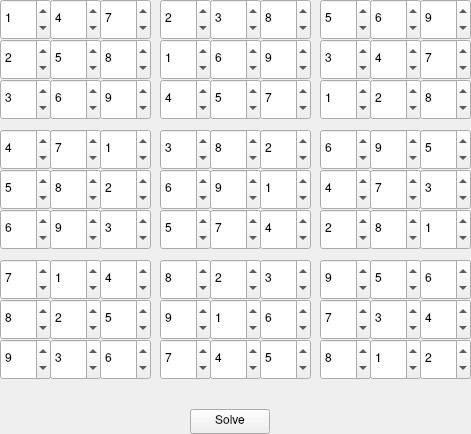 1 4 7 2 3 8 5 6 9
2 5 8 1 6 9 3 4 7
3 6 9 4 5 7 1 2 8
4 7 1 3 8 2 6 9 5
5 8 2 6 9 1 4 7 3
6 9 3 5 7 4 2 8 1
7 1 4 8 2 3 9 5 6
8 2 5 9 1 6 7 3 4
9 3 6 7 4 5 8 1 2
Solve